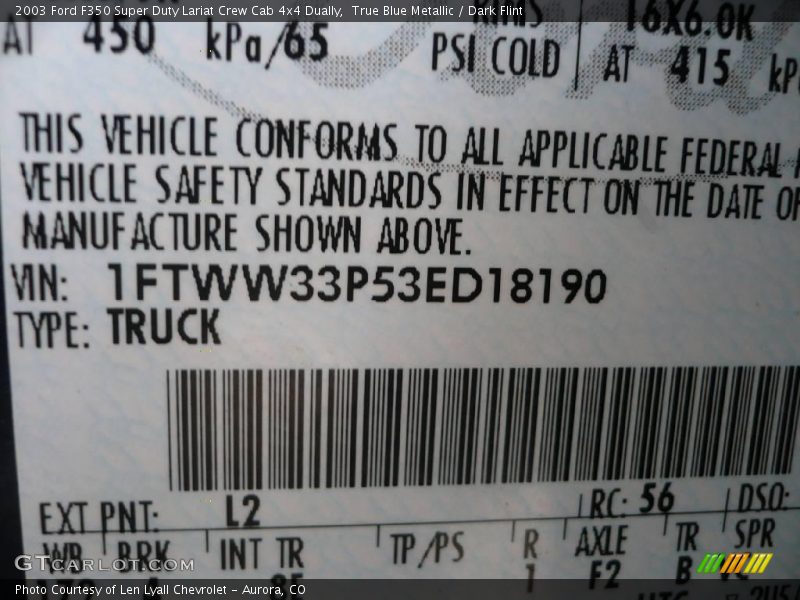 2003 Ford F350 Super Duty Lariat Crew Cab 4x4 Dually, True Blue Metallic / Dark Flint
16X6.0K
AT 450 kPa/65 PSI COLD AT 415
THIS VEHICLE CONFORMS TO ALL APPLICABLE FEDERAL
VEHICLE SAFETY STANDARDS IN EFFECT ON THE DATE OF
MANUFACTURE SHOWN ABOVE.
VIN: 1FTWW33P53ED18190
TYPE: TRUCK
EXT PNT: L2 RC: 56 DSO:
WB BRK INT TR TP/PS R AXLE TR SPR
1 F2 B
GTCARLOT.COM
Photo Courtesy of Len Lyall Chevrolet – Aurora, CO